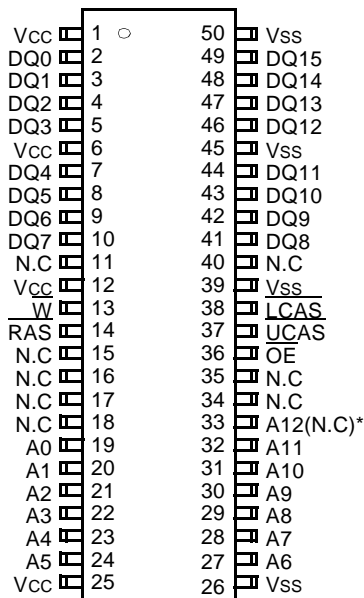 Vcc 1 50 Vss
DQ0 2 49 DQ15
DQ1 3 48 DQ14
DQ2 4 47 DQ13
DQ3 5 46 DQ12
Vcc 6 45 Vss
DQ4 7 44 DQ11
DQ5 8 43 DQ10
DQ6 9 42 DQ9
DQ7 10 41 DQ8
N.C 11 40 N.C
Vcc 12 39 Vss
W 13 38 LCAS
RAS 14 37 UCAS
N.C 15 36 OE
N.C 16 35 N.C
N.C 17 34 N.C
N.C 18 33 A12(N.C)*
A0 19 32 A11
A1 20 31 A10
A2 21 30 A9
A3 22 29 A8
A4 23 28 A7
A5 24 27 A6
Vcc 25 26 Vss